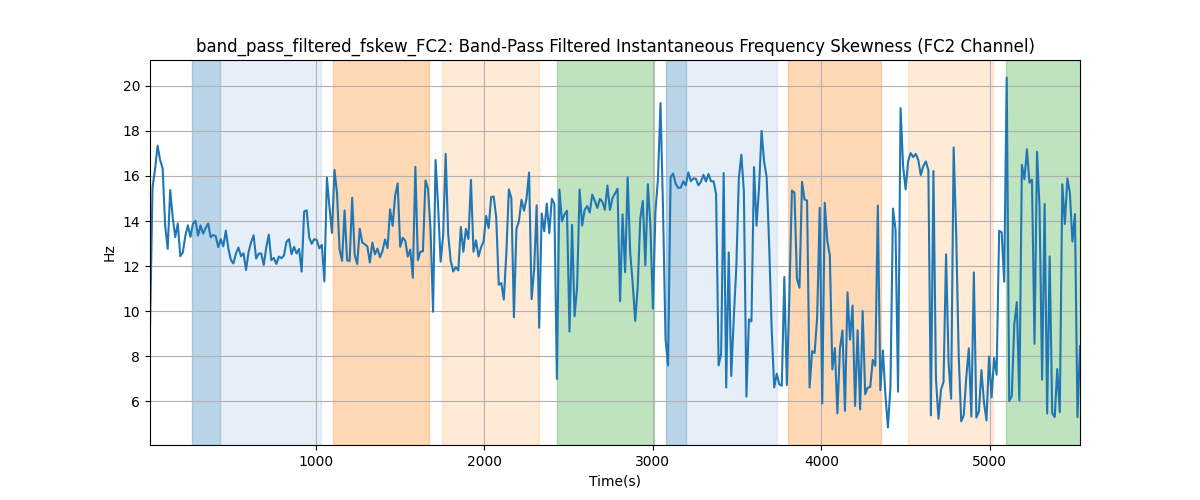 band_pass_filtered_fskew_FC2: Band-Pass Filtered Instantaneous Frequency Skewness (FC2 Channel)
20
18
16
14
12
10
8
6
Hz
1000 2000 3000 4000 5000
Time(s)